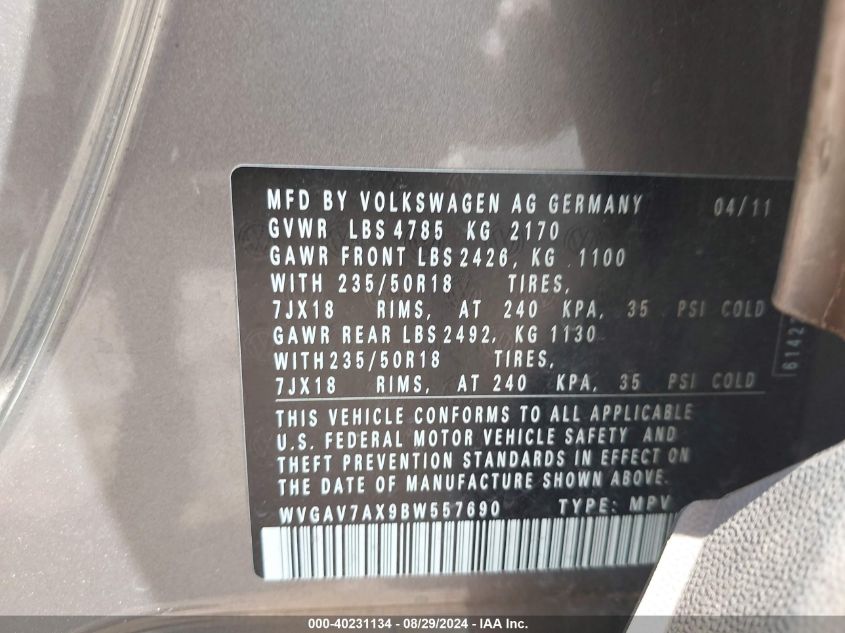 MFD BY VOLKSWAGEN AG GERMANY 04/11
GVWR LBS 4785 KG 2170
GAWR FRONT LBS 2426, KG 1100
WITH 235/50R18 TIRES,
7JX18 RIMS, AT 240 KPA, 35 PSI COLD
GAWR REAR LBS 2492, KG 1130
WITH235/50R18 TIRES,
7JX18 RIMS, AT 240 KPA, 35 PSI COLD
THIS VEHICLE CONFORMS TO ALL APPLICABLE
U.S. FEDERAL MOTOR VEHICLE SAFETY AND
THEFT PREVENTION STANDARDS IN EFFECT ON
THE DATE OF MANUFACTURE SHOWN ABOVE.
WVGAV7AX9BW557690 TYPE: MPV
000-40231134 - 08/29/2024 - IAA Inc.